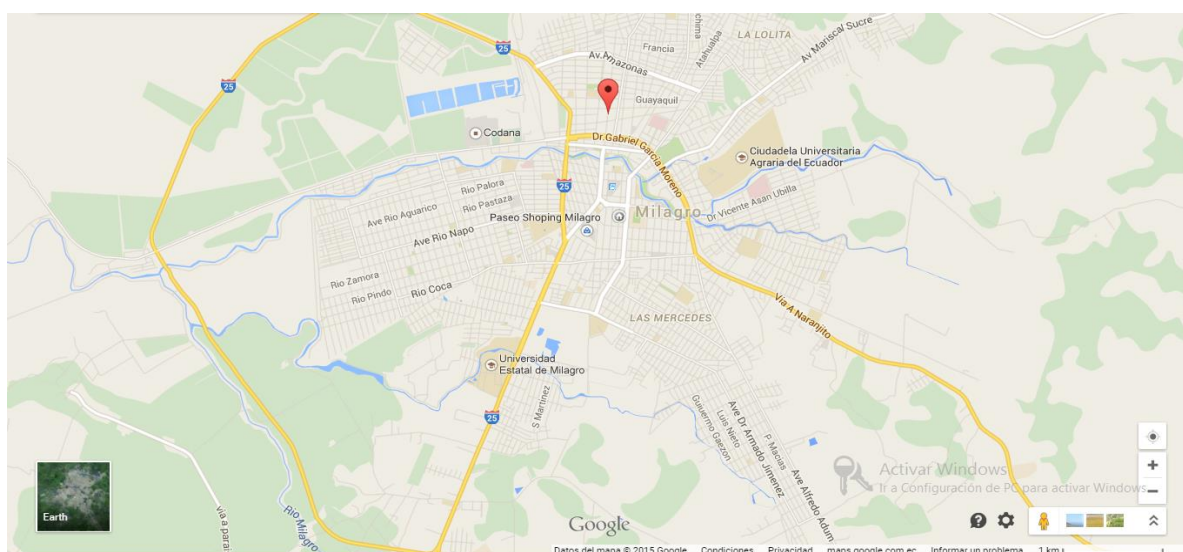 25
LA LOLITA
Francia
Atahualpa
Av Mariscal Sucre
Av. Amazonas
25
Guayaquil
Codana
Dr Gabriel Garcia Moreno
Ciudadela Universitaria
Agraria del Ecuador
Rio Palora
Rio Pastaza
25
Ave Rio Aguarico
Paseo Shoping Milagro
Milagro
Dr Vicente Asan Ubilla
Ave Rio Napo
Rio Zamora
Rio Pindo
Rio Coca
Via A Naranjito
LAS MERCEDES
Universidad
Estatal de Milagro
S Martinez
25
Luis Nieto
Ave Dr Armado Jimenez
P Macias
Ave Alfredo Adum
Activar Windows
Ir a Configuración de PC para activar Windows
Earth
Rio Milagro
Google
Datos del mapa © 2015 Google Condiciones Privacidad maps.google.com.ec Informar un problema 1 km